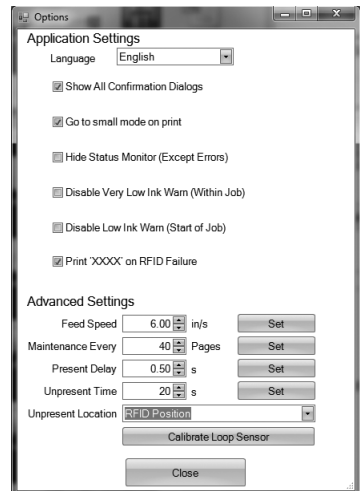 Options
Application Settings
Language English
Show All Confirmation Dialogs
Go to small mode on print
Hide Status Monitor (Except Errors)
Disable Very Low Ink Warn (Within Job)
Disable Low Ink Warn (Start of Job)
Print 'XXXX' on RFID Failure
Advanced Settings
Feed Speed 6.00 in/s Set
Maintenance Every 40 Pages Set
Present Delay 0.50 s Set
Unpresent Time 20 s Set
Unpresent Location RFID Position
Calibrate Loop Sensor
Close